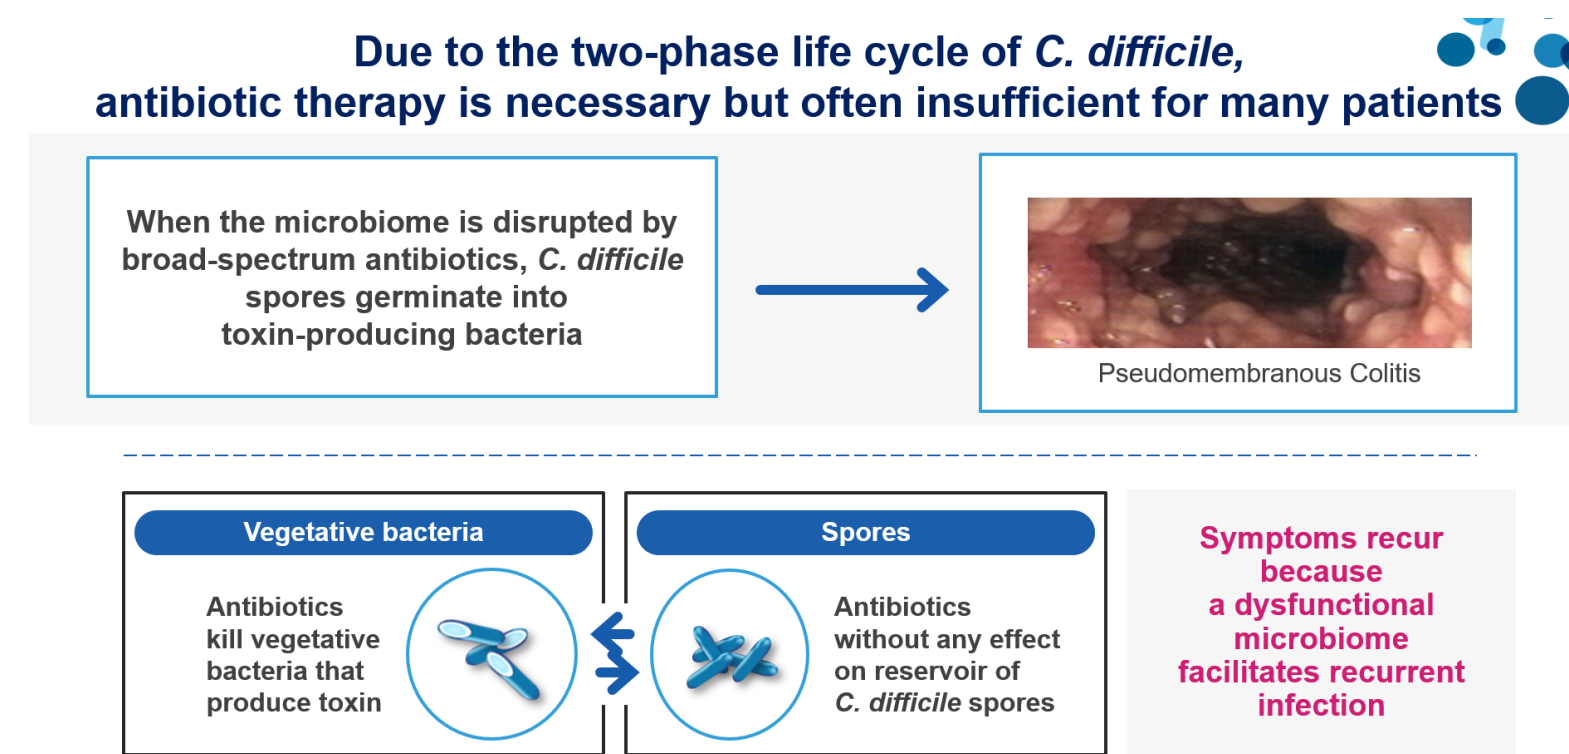 Due to the two-phase life cycle of C. difficile,
antibiotic therapy is necessary but often insufficient for many patients
When the microbiome is disrupted by
broad-spectrum antibiotics, C. difficile
spores germinate into
toxin-producing bacteria
Pseudomembranous Colitis
Vegetative bacteria
Antibiotics
kill vegetative
bacteria that
produce toxin
Spores
Antibiotics
without any effect
on reservoir of
C. difficile spores
Symptoms recur
because
a dysfunctional
microbiome
facilitates recurrent
infection